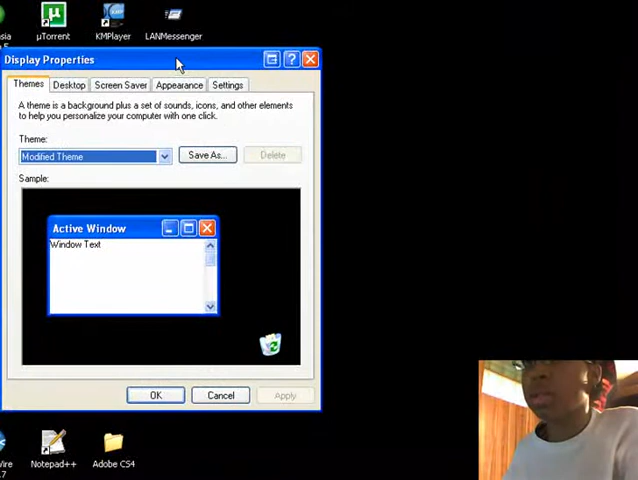 asia
µTorrent
KMPlayer
LANMessenger
Display Properties
Themes
Desktop
Screen Saver
Appearance
Settings
A theme is a background plus a set of sounds, icons, and other elements
to help you personalize your computer with one click.
Theme:
Modified Theme
Save As...
Delete
Sample:
Active Window
Window Text
OK
Cancel
Apply
Wire
Notepad++
Adobe CS4